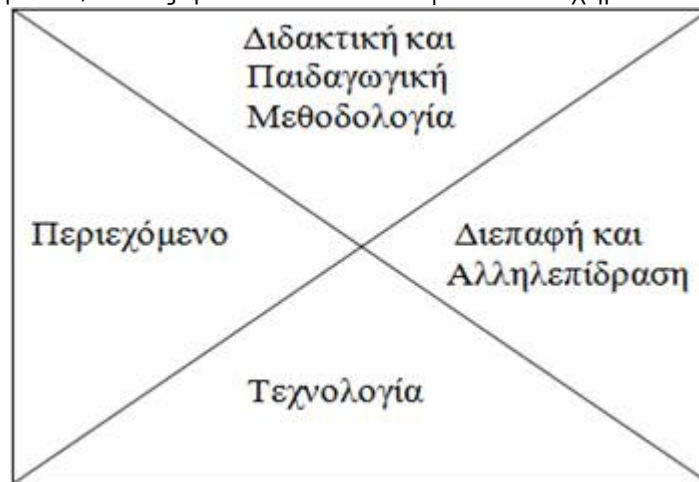 Διδακτική και
Παιδαγωγική
Μεθοδολογία
Περιεχόμενο
Διεπαφή και
Αλληλεπίδραση
Τεχνολογία